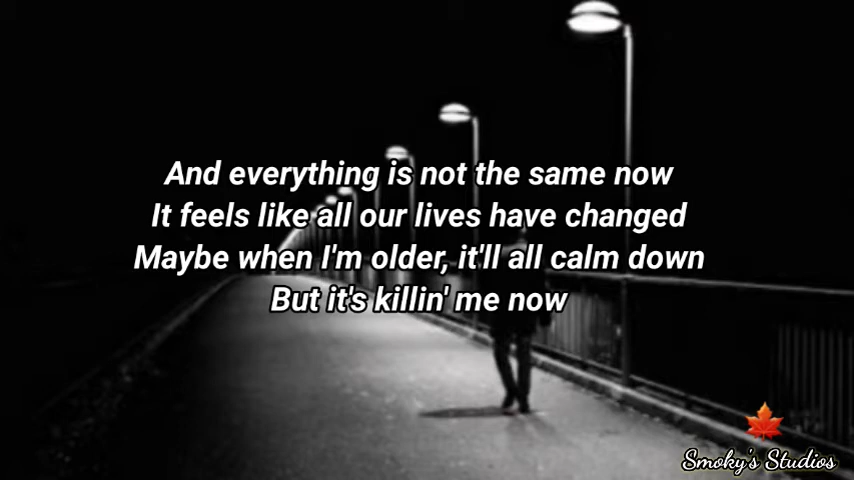 And everything is not the same now
It feels like all our lives have changed
Maybe when I'm older, it'll all calm down
But it's killin' me now
Smoky's Studios